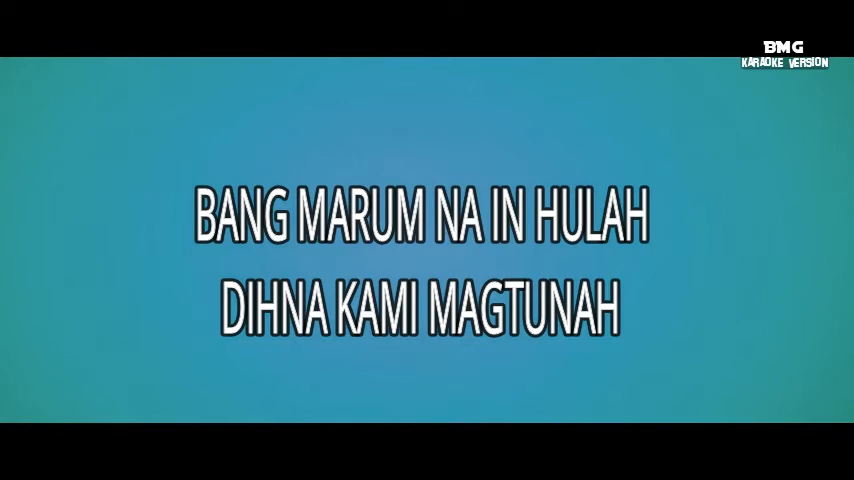 BMG
KARAOKE VERSION
BANG MARUM NA IN HULAH
DIHNA KAMI MAGTUNAH